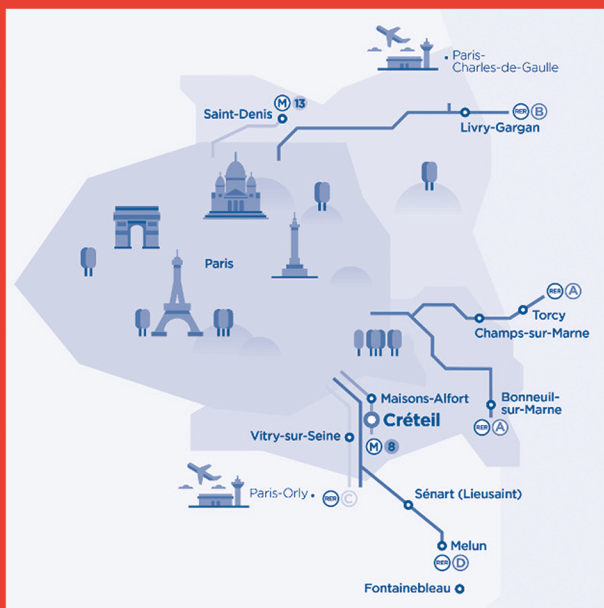 Paris-
Charles-de-Gaulle
M 13
Saint-Denis
RER B
Livry-Gargan
Paris
RER A
Torcy
Champs-sur-Marne
Maisons-Alfort
Bonneuil-
sur-Marne
Créteil
RER A
Vitry-sur-Seine
M 8
Paris-Orly
RER C
Sénart (Lieusaint)
Melun
RER D
Fontainebleau